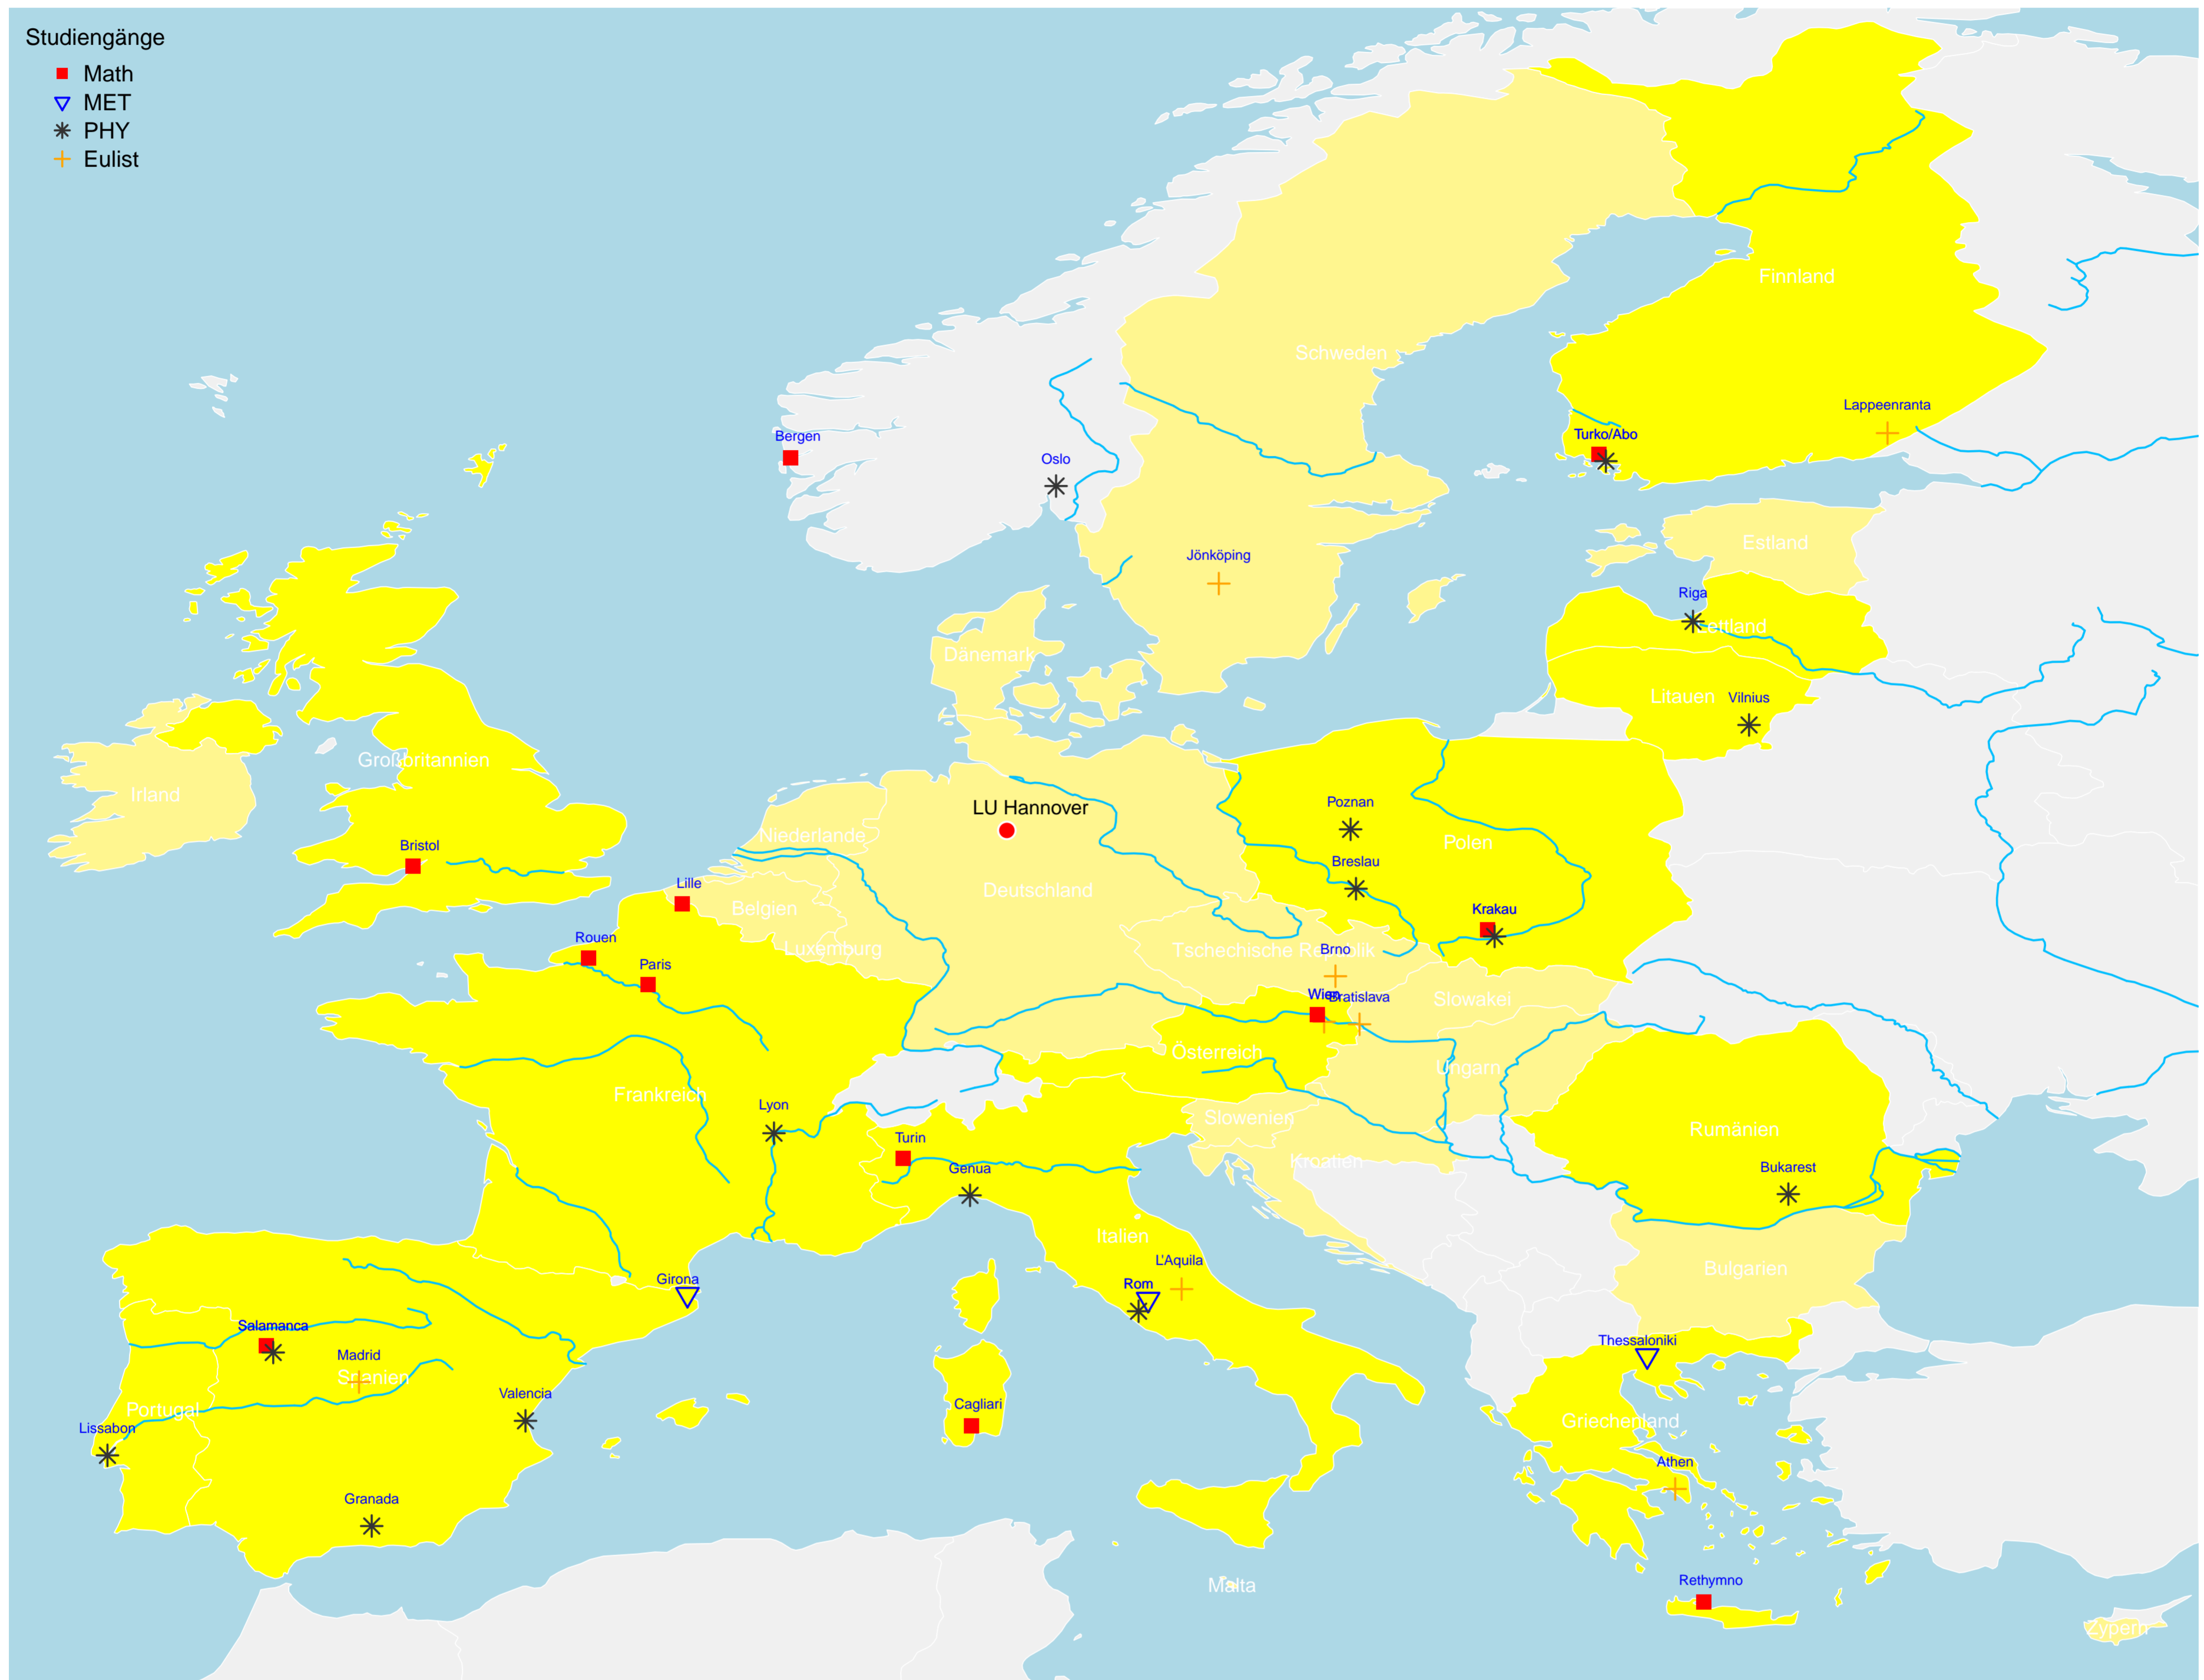 Studiengänge
Math
MET
PHY
Eulist
Finnland
Schweden
Lappeenranta
Turko/Abo
Bergen
Oslo
Estland
Jönköping
Riga
Lettland
Dänemark
Litauen
Vilnius
Großbritannien
Irland
LU Hannover
Poznan
Niederlande
Polen
Bristol
Breslau
Lille
Deutschland
Belgien
Krakau
Rouen
Luxemburg
Tschechische Republik
Brno
Paris
Wien
Bratislava
Slowakei
Österreich
Ungarn
Frankreich
Lyon
Slowenien
Rumänien
Turin
Kroatien
Genua
Bukarest
Italien
L'Aquila
Bulgarien
Girona
Rom
Salamanca
Thessaloniki
Madrid
Spanien
Valencia
Portugal
Cagliari
Griechenland
Lissabon
Athen
Granada
Malta
Rethymno
Zypern